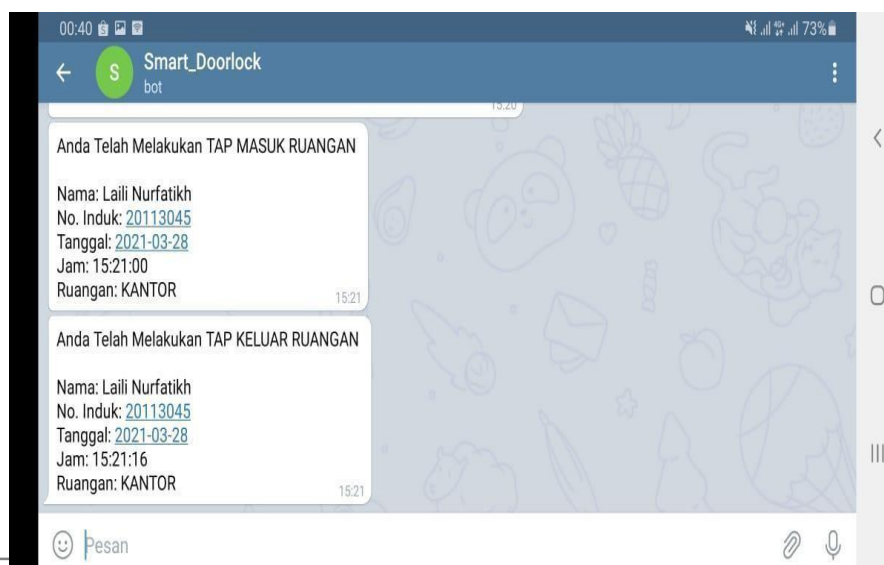 00:40
73%
S
Smart_Doorlock
bot
15:20
Anda Telah Melakukan TAP MASUK RUANGAN
Nama: Laili Nurfatikh
No. Induk: 20113045
Tanggal: 2021-03-28
Jam: 15:21:00
Ruangan: KANTOR
15:21
Anda Telah Melakukan TAP KELUAR RUANGAN
Nama: Laili Nurfatikh
No. Induk: 20113045
Tanggal: 2021-03-28
Jam: 15:21:16
Ruangan: KANTOR
15:21
Pesan